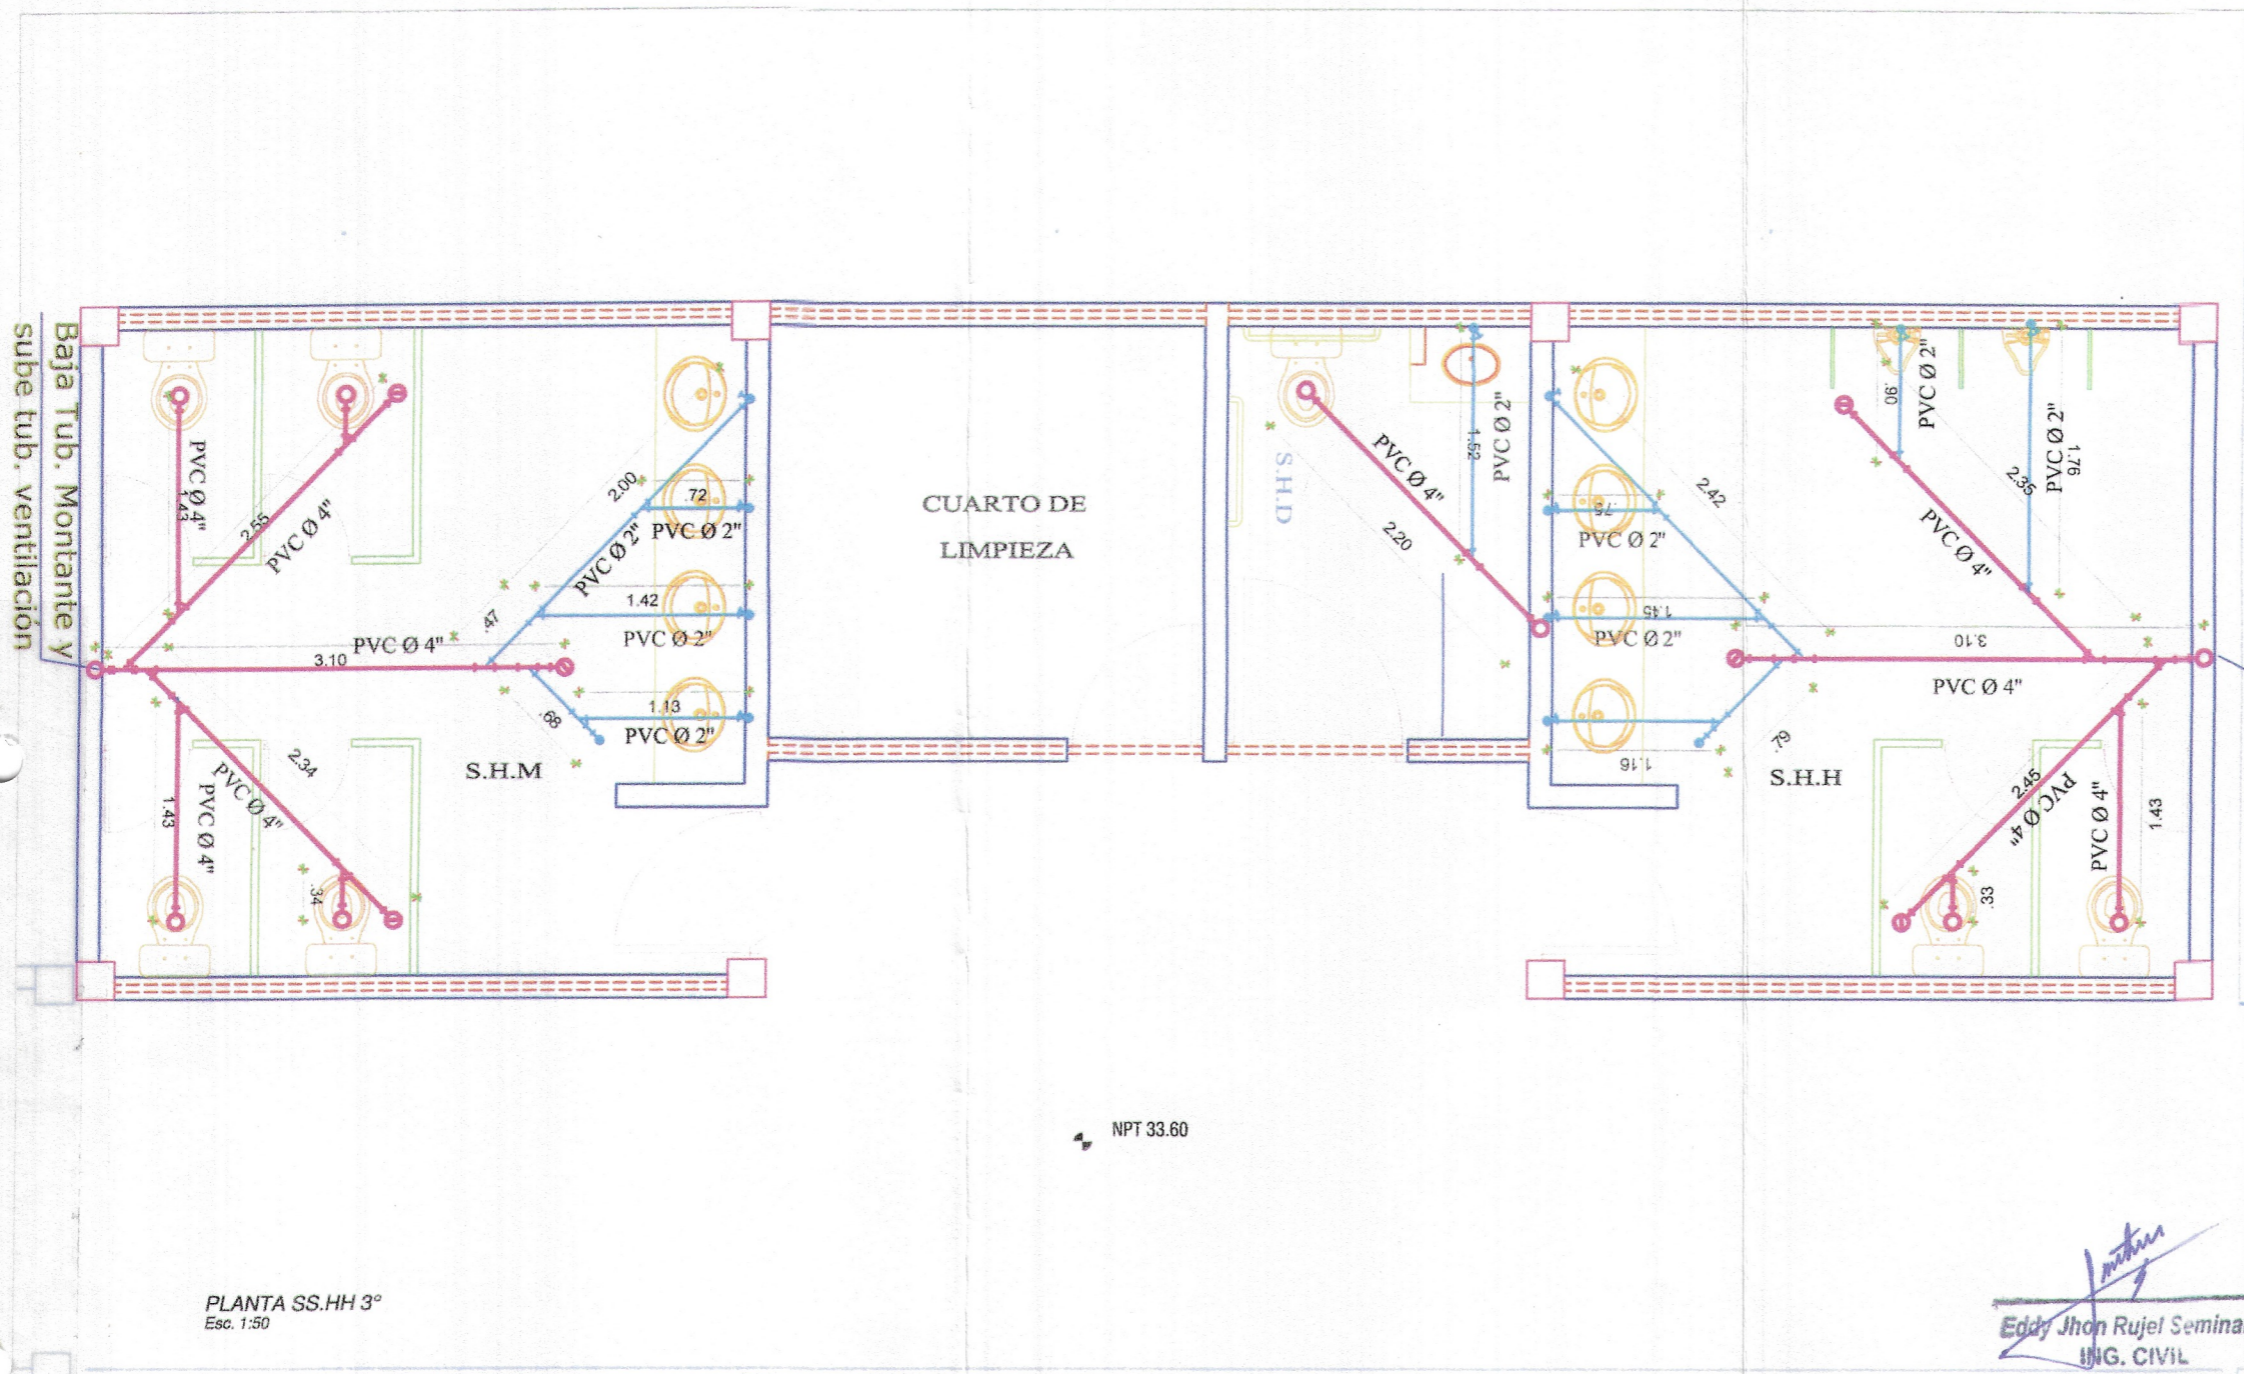 Baja Tub. Montante y
sube tub. ventilación
PVC Ø 4"
1.43
2.55
PVC Ø 4"
2.00
.72
PVC Ø 2"
PVC Ø 2"
.47
1.42
PVC Ø 2"
PVC Ø 4"
3.10
.68
1.13
PVC Ø 2"
S.H.M
2.34
PVC Ø 4"
1.43
PVC Ø 4"
.34
CUARTO DE
LIMPIEZA
S.H.D
PVC Ø 4"
2.20
1.52
PVC Ø 2"
.75
PVC Ø 2"
2.42
1.45
PVC Ø 2"
.90
PVC Ø 2"
PVC Ø 2"
1.76
2.35
PVC Ø 4"
3.10
PVC Ø 4"
.79
1.16
S.H.H
2.45
PVC Ø 4"
PVC Ø 4"
1.43
.33
NPT 33.60
PLANTA SS.HH 3°
Esc. 1:50
Eddy Jhon Rujel Semina
ING. CIVIL